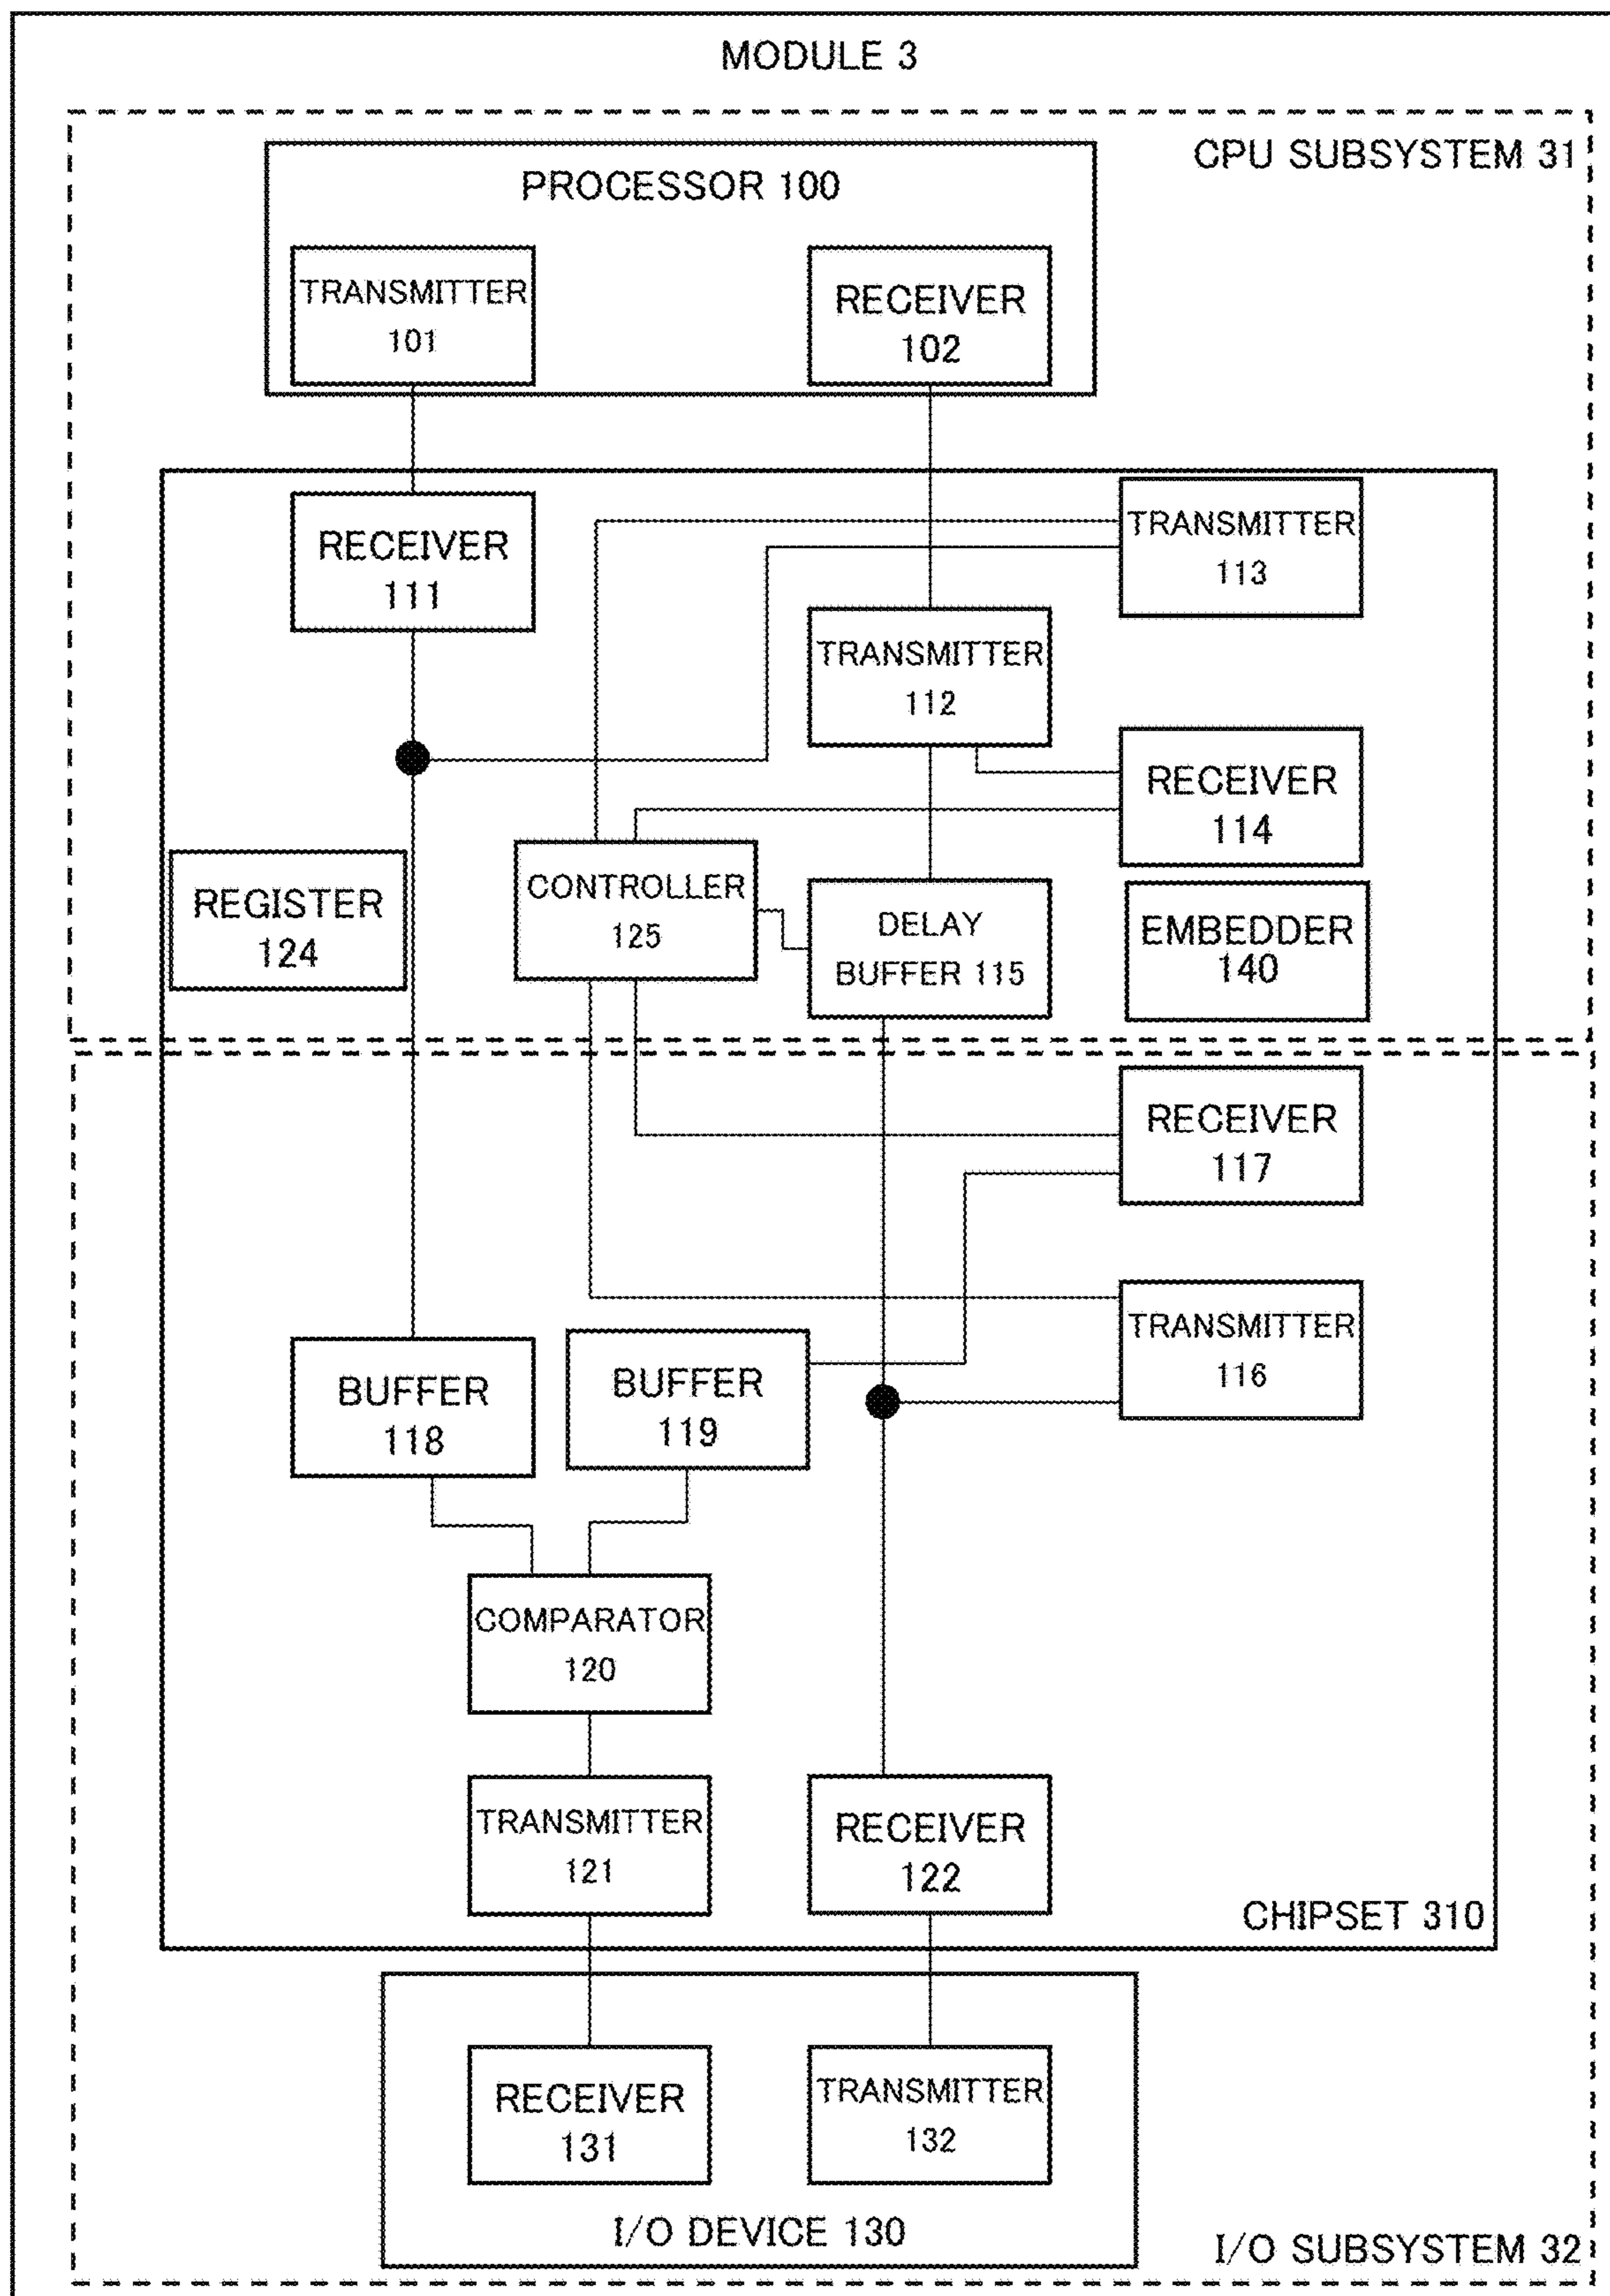 MODULE 3
CPU SUBSYSTEM 31
PROCESSOR 100
TRANSMITTER
101
RECEIVER
102
RECEIVER
111
TRANSMITTER
113
TRANSMITTER
112
RECEIVER
114
REGISTER
124
CONTROLLER
125
DELAY
BUFFER 115
EMBEDDER
140
RECEIVER
117
TRANSMITTER
116
BUFFER
118
BUFFER
119
COMPARATOR
120
TRANSMITTER
121
RECEIVER
122
CHIPSET 310
RECEIVER
131
TRANSMITTER
132
I/O DEVICE 130
I/O SUBSYSTEM 32